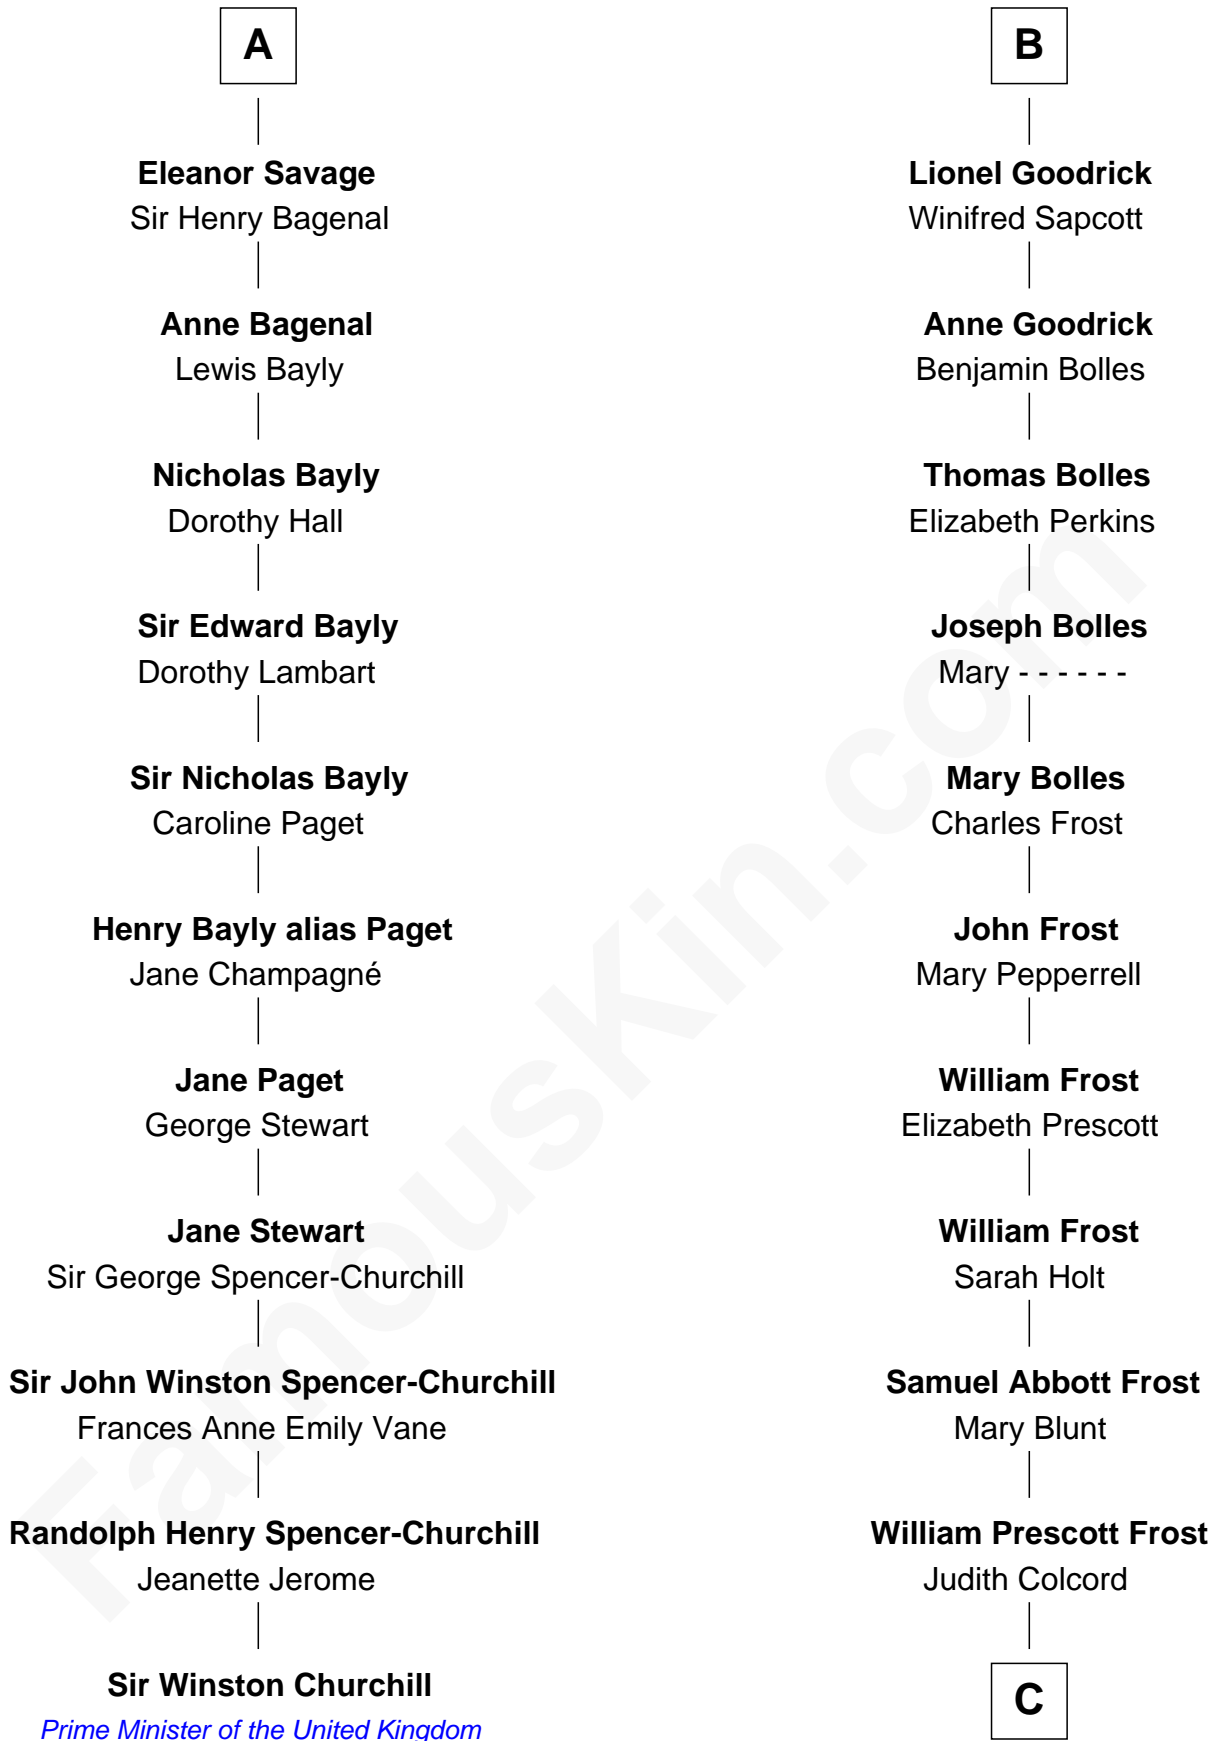 A
Eleanor Savage
Sir Henry Bagenal
Anne Bagenal
Lewis Bayly
Nicholas Bayly
Dorothy Hall
Sir Edward Bayly
Dorothy Lambart
Sir Nicholas Bayly
Caroline Paget
Henry Bayly alias Paget
Jane Champagné
Jane Paget
George Stewart
Jane Stewart
Sir George Spencer-Churchill
Sir John Winston Spencer-Churchill
Frances Anne Emily Vane
Randolph Henry Spencer-Churchill
Jeanette Jerome
Sir Winston Churchill
Prime Minister of the United Kingdom
B
Lionel Goodrick
Winifred Sapcott
Anne Goodrick
Benjamin Bolles
Thomas Bolles
Elizabeth Perkins
Joseph Bolles
Mary - - - - - -
Mary Bolles
Charles Frost
John Frost
Mary Pepperrell
William Frost
Elizabeth Prescott
William Frost
Sarah Holt
Samuel Abbott Frost
Mary Blunt
William Prescott Frost
Judith Colcord
C
FamousKin.com